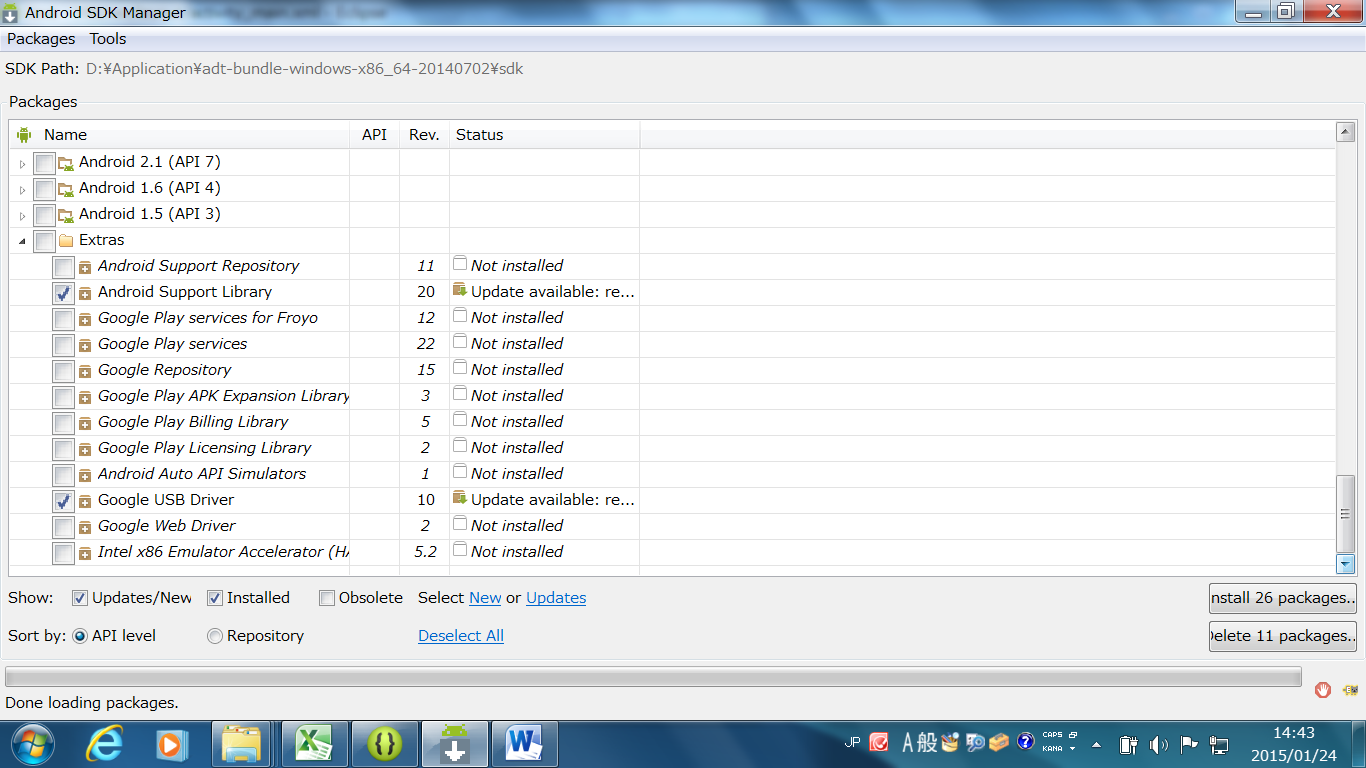 Android SDK Manager
Packages Tools
SDK Path: D:¥Application¥adt-bundle-windows-x86_64-20140702¥sdk
Packages
Name API Rev. Status
Android 2.1 (API 7)
Android 1.6 (API 4)
Android 1.5 (API 3)
Extras
Android Support Repository 11 Not installed
Android Support Library 20 Update available: re...
Google Play services for Froyo 12 Not installed
Google Play services 22 Not installed
Google Repository 15 Not installed
Google Play APK Expansion Library 3 Not installed
Google Play Billing Library 5 Not installed
Google Play Licensing Library 2 Not installed
Android Auto API Simulators 1 Not installed
Google USB Driver 10 Update available: re...
Google Web Driver 2 Not installed
Intel x86 Emulator Accelerator (HA 5.2 Not installed
Show: Updates/New Installed Obsolete Select New or Updates
nstall 26 packages..
Sort by: API level Repository Deselect All
elete 11 packages..
Done loading packages.
JP A 般 CAPS KANA
14:43
2015/01/24